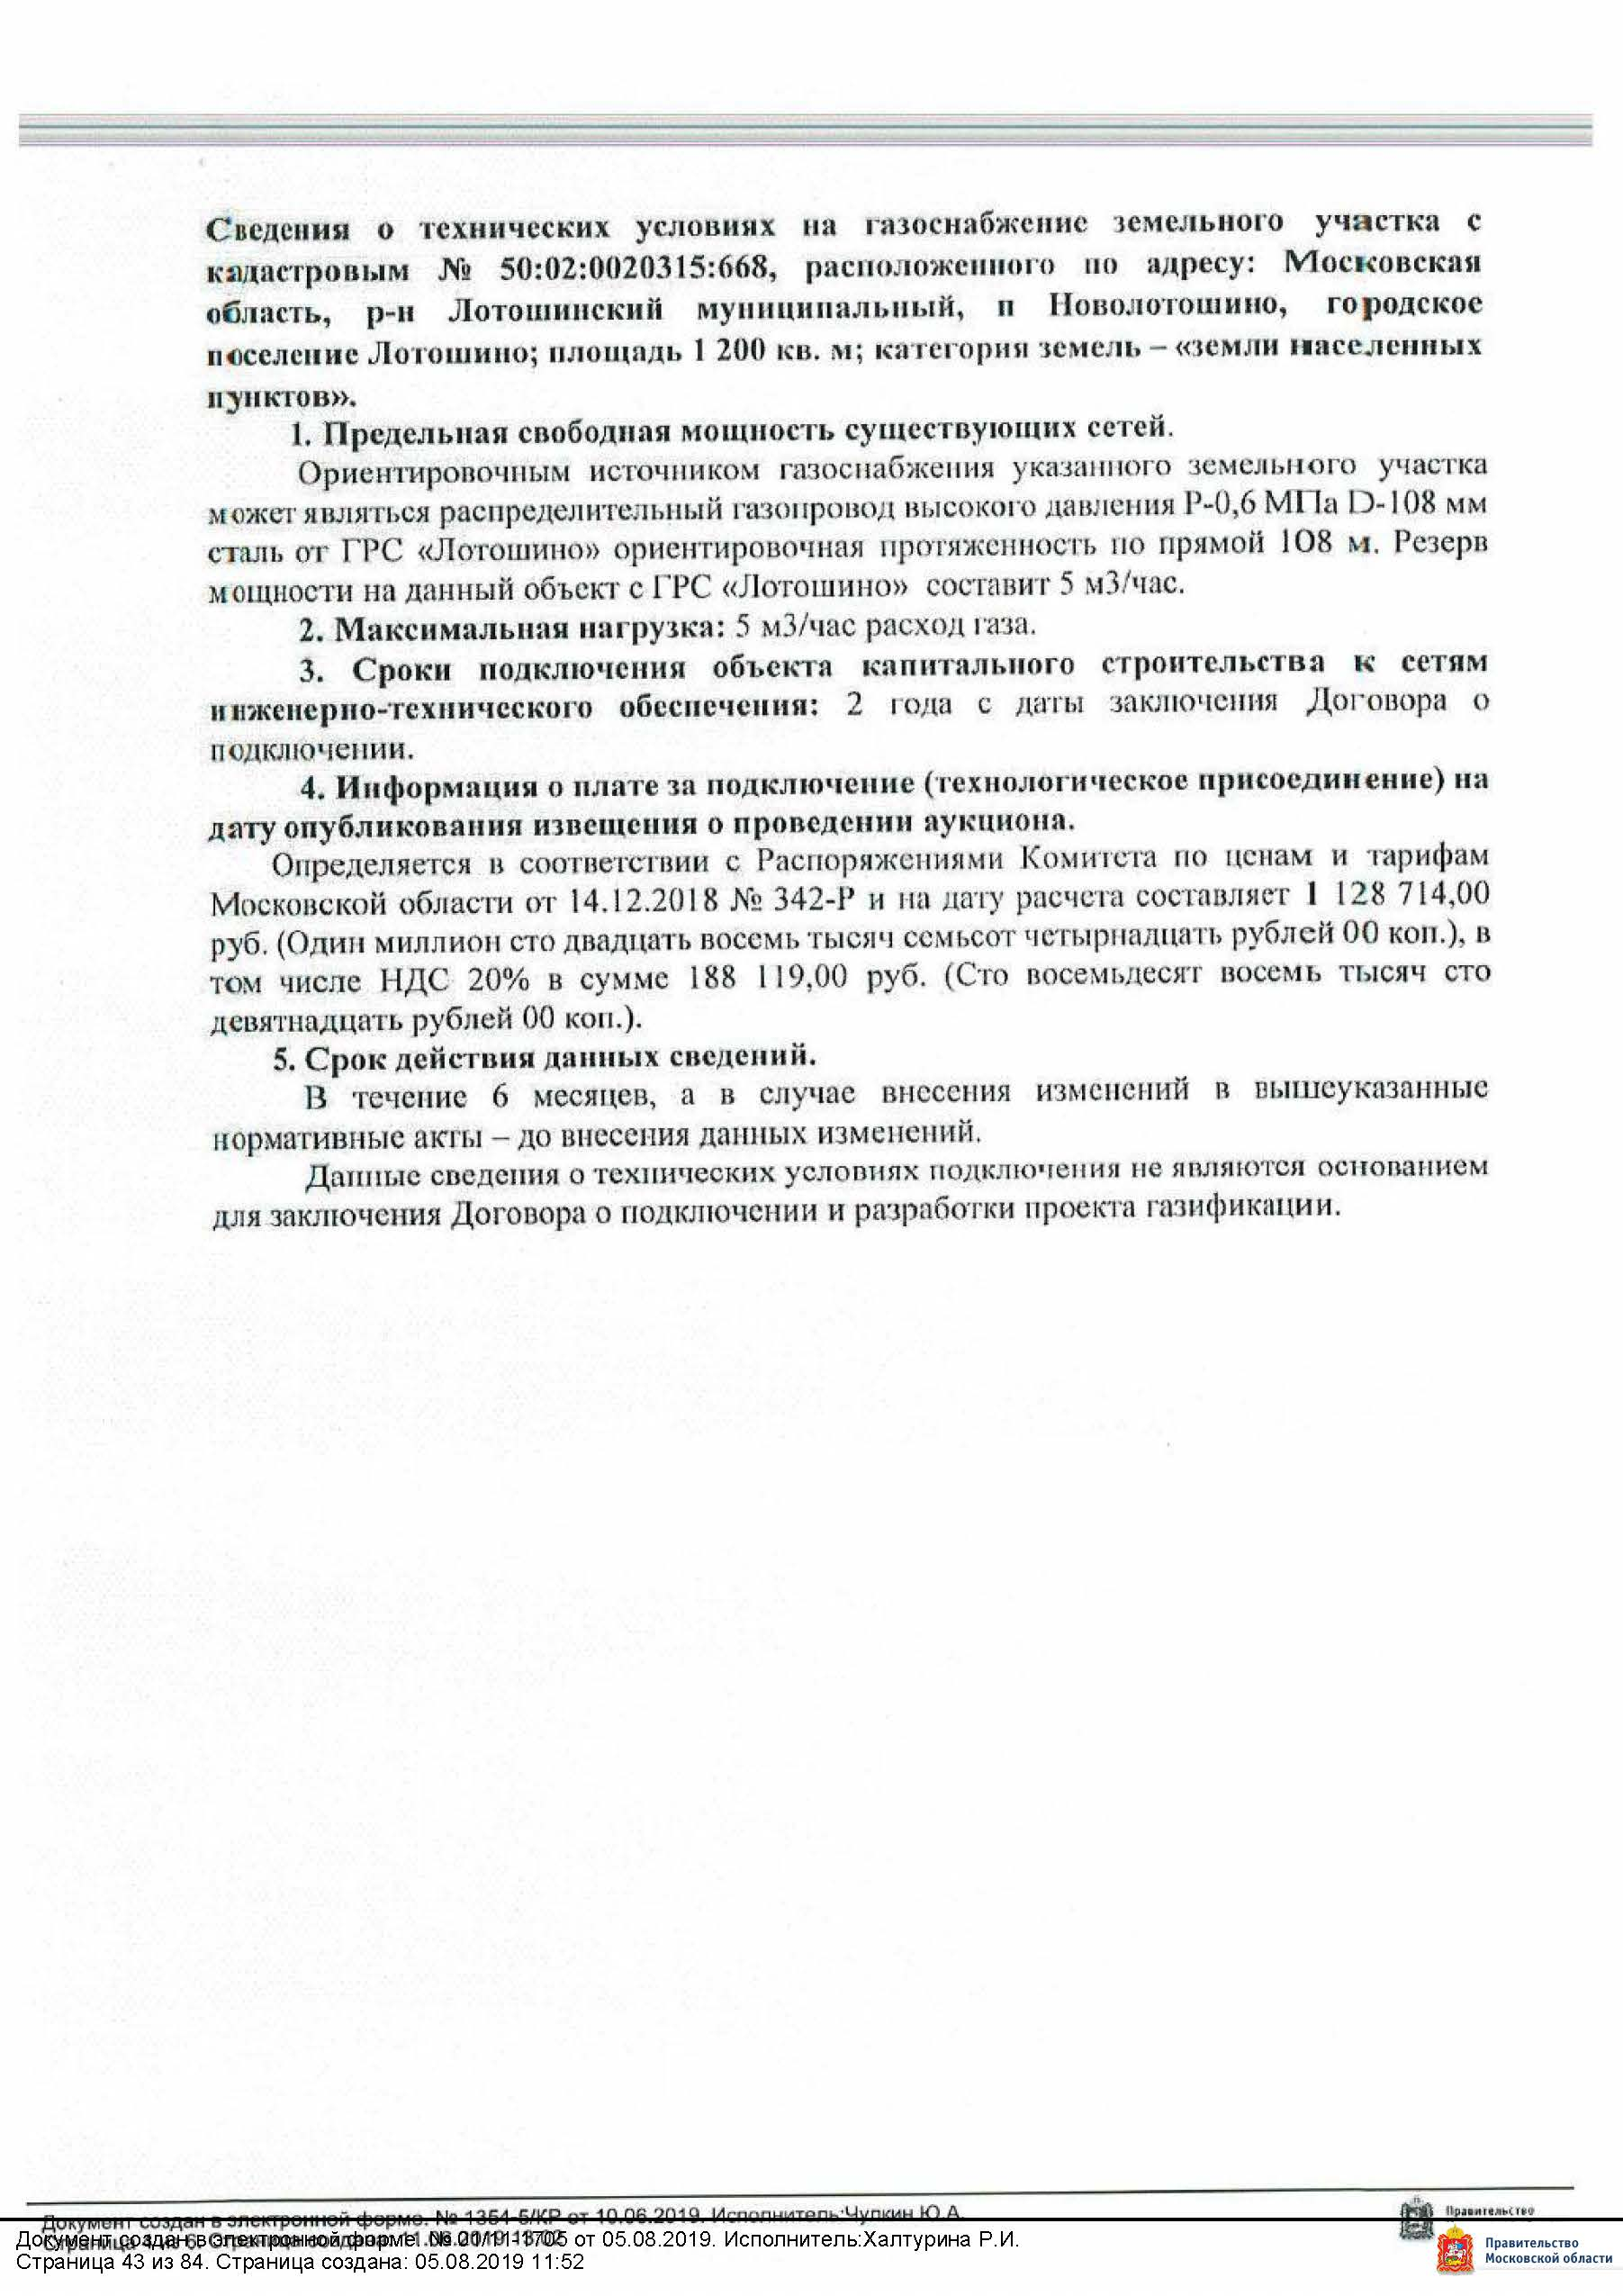 Сведения о технических условиях на газоснабжение земельного участка с
кадастровым № 50:02:0020315:668, расположенного по адресу: Московская
область, р-н Лотошинский муниципальный, п Новолотошино, городское
поселение Лотошино; площадь 1 200 кв. м; категория земель – «земли населенных
пунктов».
1. Предельная свободная мощность существующих сетей.
Ориентировочным источником газоснабжения указанного земельного участка
может являться распределительный газопровод высокого давления Р-0,6 МПа D-108 мм
сталь от ГРС «Лотошино» ориентировочная протяженность по прямой 108 м. Резерв
мощности на данный объект с ГРС «Лотошино» составит 5 м3/час.
2. Максимальная нагрузка: 5 м3/час расход газа.
3. Сроки подключения объекта капитального строительства к сетям
инженерно-технического обеспечения: 2 года с даты заключения Договора о
подключении.
4. Информация о плате за подключение (технологическое присоединение) на
дату опубликования извещения о проведении аукциона.
Определяется в соответствии с Распоряжениями Комитета по ценам и тарифам
Московской области от 14.12.2018 № 342-Р и на дату расчета составляет 1 128 714,00
руб. (Один миллион сто двадцать восемь тысяч семьсот четырнадцать рублей 00 коп.), в
том числе НДС 20% в сумме 188 119,00 руб. (Сто восемьдесят восемь тысяч сто
девятнадцать рублей 00 коп.).
5. Срок действия данных сведений.
В течение 6 месяцев, а в случае внесения изменений в вышеуказанные
нормативные акты – до внесения данных изменений.
Данные сведения о технических условиях подключения не являются основанием
для заключения Договора о подключении и разработки проекта газификации.
Документ создан в электронной форме. № 1354-5/КР от 10.06.2019. Исполнитель:Чупкин Ю.А.
Правительство
Документ создан в электронной форме. № от 05.08.2019. Исполнитель:Халтурина Р.И.
Страница 43 из 84. Страница создана: 05.08.2019 11:52
Правительство
Московской области